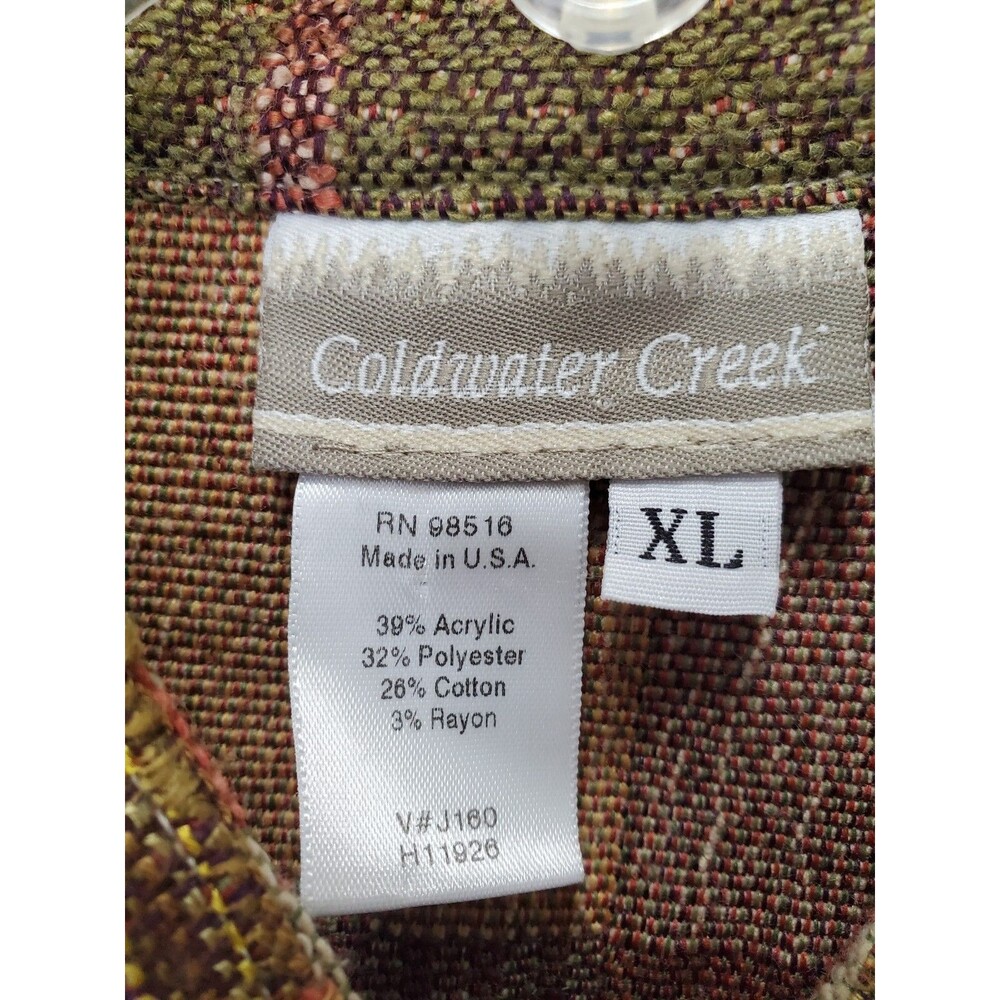 Coldwater Creek
RN 98516
Made in U.S.A.
39% Acrylic
32% Polyester
26% Cotton
3% Rayon
V#J160
H11926
XL